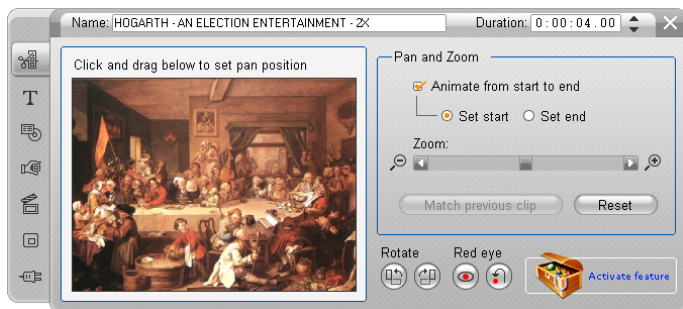 Name: HOGARTH - AN ELECTION ENTERTAINMENT - 2X Duration: 0:00:04.00
Click and drag below to set pan position
Pan and Zoom
Animate from start to end
Set start Set end
Zoom:
Match previous clip Reset
Rotate Red eye
Activate feature
T